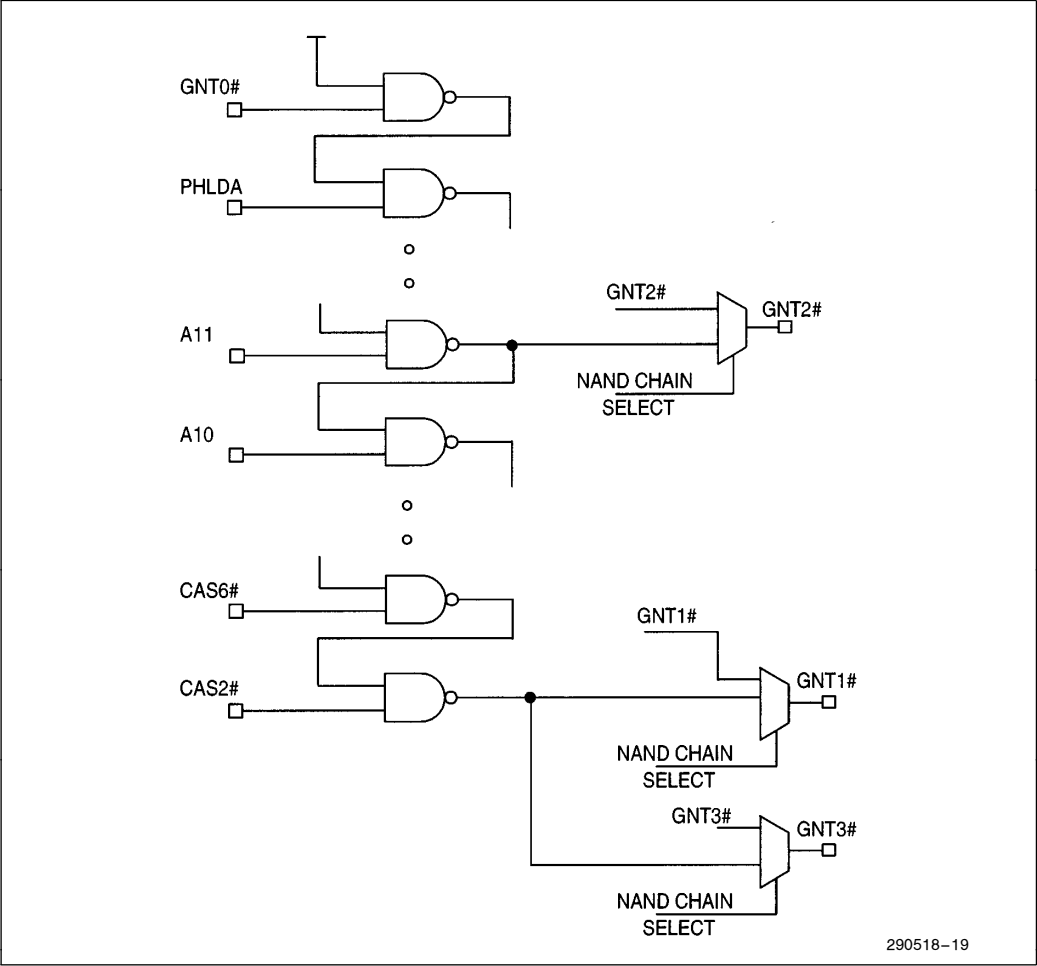 GNT0#
PHLDA
GNT2#
GNT2#
A11
NAND CHAIN
SELECT
A10
CAS6#
GNT1#
CAS2#
GNT1#
NAND CHAIN
SELECT
GNT3#
GNT3#
NAND CHAIN
SELECT
290518-19